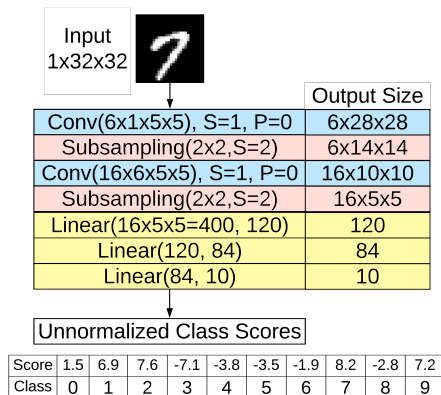 Input
1x32x32
Output Size
Conv(6x1x5x5), S=1, P=0 6x28x28
Subsampling(2x2,S=2) 6x14x14
Conv(16x6x5x5), S=1, P=0 16x10x10
Subsampling(2x2,S=2) 16x5x5
Linear(16x5x5=400, 120) 120
Linear(120, 84) 84
Linear(84, 10) 10
Unnormalized Class Scores
Score 1.5 6.9 7.6 -7.1 -3.8 -3.5 -1.9 8.2 -2.8 7.2
Class 0 1 2 3 4 5 6 7 8 9